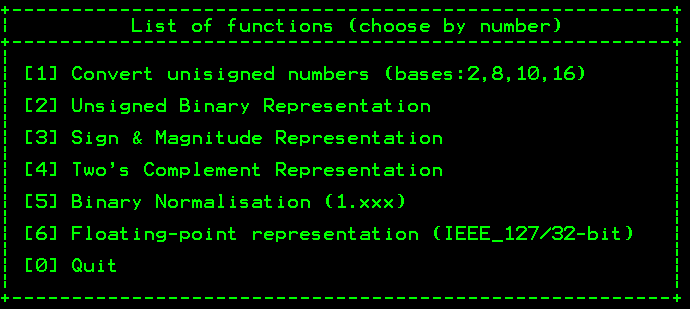 List of functions (choose by number)
[1] Convert unisigned numbers (bases:2,8,10,16)
[2] Unsigned Binary Representation
[3] Sign & Magnitude Representation
[4] Two's Complement Representation
[5] Binary Normalisation (1.xxx)
[6] Floating-point representation (IEEE_127/32-bit)
[0] Quit